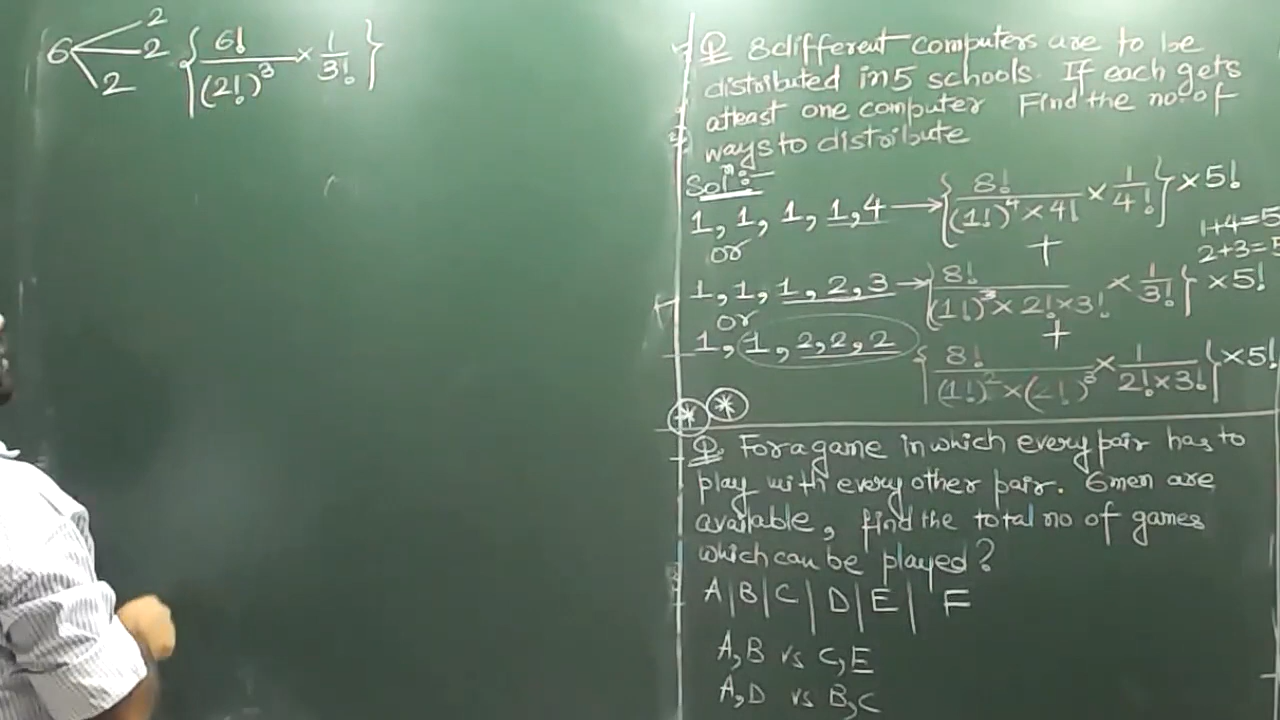 6 2 2 2 { 6! / (2!)³ × 1/3! }
Q 8 different computers are to be
distributed in 5 schools. If each gets
atleast one computer Find the no. of
ways to distribute
Solⁿ:-
1, 1, 1, 1, 4 → { 8! / (1!)⁴ × 4! × 1/4! } × 5!
or
+
1+4=5
2+3=5
1, 1, 1, 2, 3 → { 8! / (1!)³ × 2! × 3! × 1/3! } × 5!
or
+
1, 1, 2, 2, 2 { 8! / (1!)² × (2!)³ × 1/2!×3! } × 5!
Q. For a game in which every pair has to
play with every other pair. 6 men are
available, find the total no of games
which can be played?
A | B | C | D | E | F
A, B vs C, E
A, D vs B, C